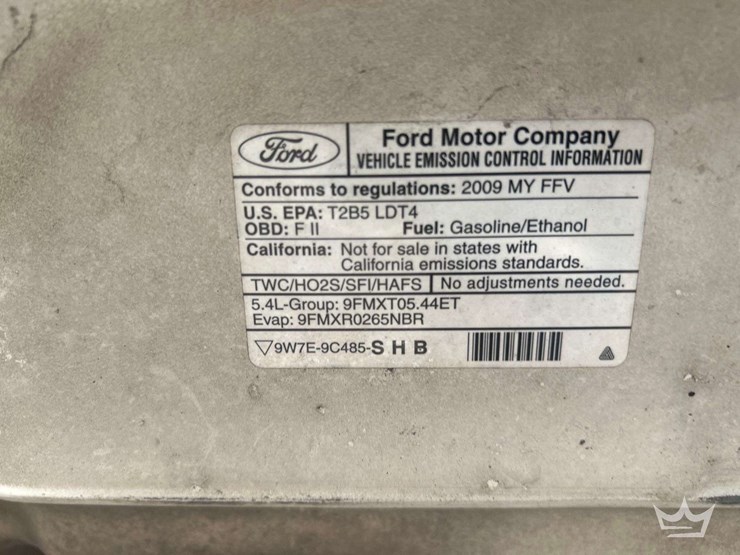 Ford
Ford Motor Company
VEHICLE EMISSION CONTROL INFORMATION
Conforms to regulations: 2009 MY FFV
U.S. EPA: T2B5 LDT4
OBD: F II Fuel: Gasoline/Ethanol
California: Not for sale in states with
California emissions standards.
TWC/HO2S/SFI/HAFS No adjustments needed.
5.4L-Group: 9FMXT05.44ET
Evap: 9FMXR0265NBR
▽9W7E-9C485-S H B